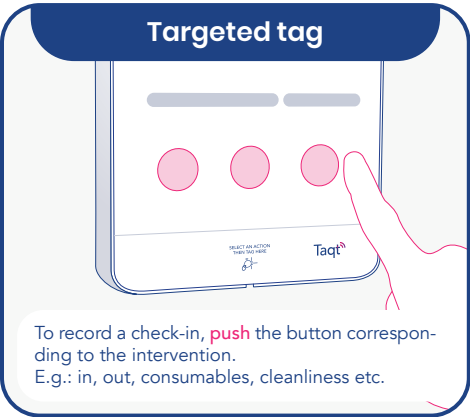 Targeted tag
SELECT AN ACTION
THEN TAG HERE
Taqt
To record a check-in, push the button correspon-
ding to the intervention.
E.g.: in, out, consumables, cleanliness etc.